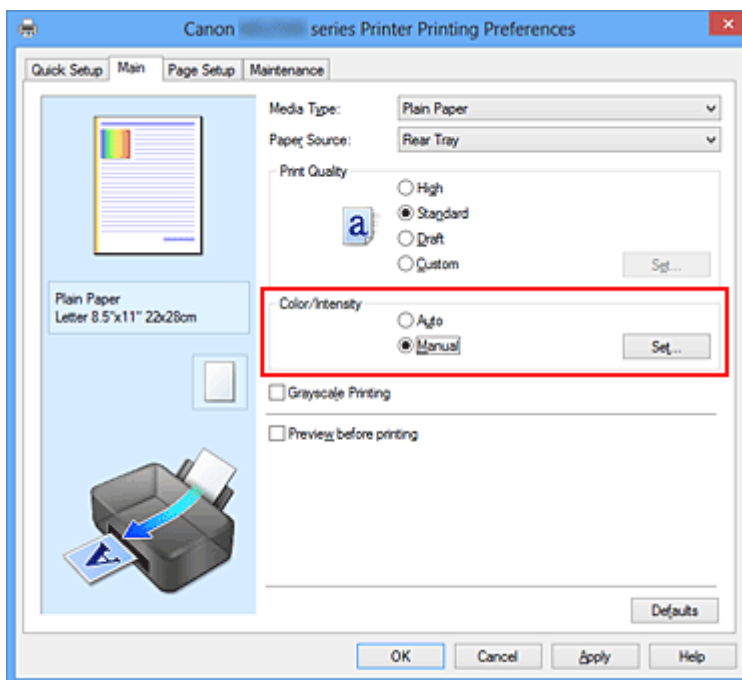 Canon series Printer Printing Preferences
Quick Setup Main Page Setup Maintenance
Media Type: Plain Paper
Paper Source: Rear Tray
Print Quality
High
Standard
Draft
Custom Set...
Plain Paper
Letter 8.5"x11" 22x28cm
Color/Intensity
Auto
Manual Set...
Grayscale Printing
Preview before printing
Defaults
OK Cancel Apply Help